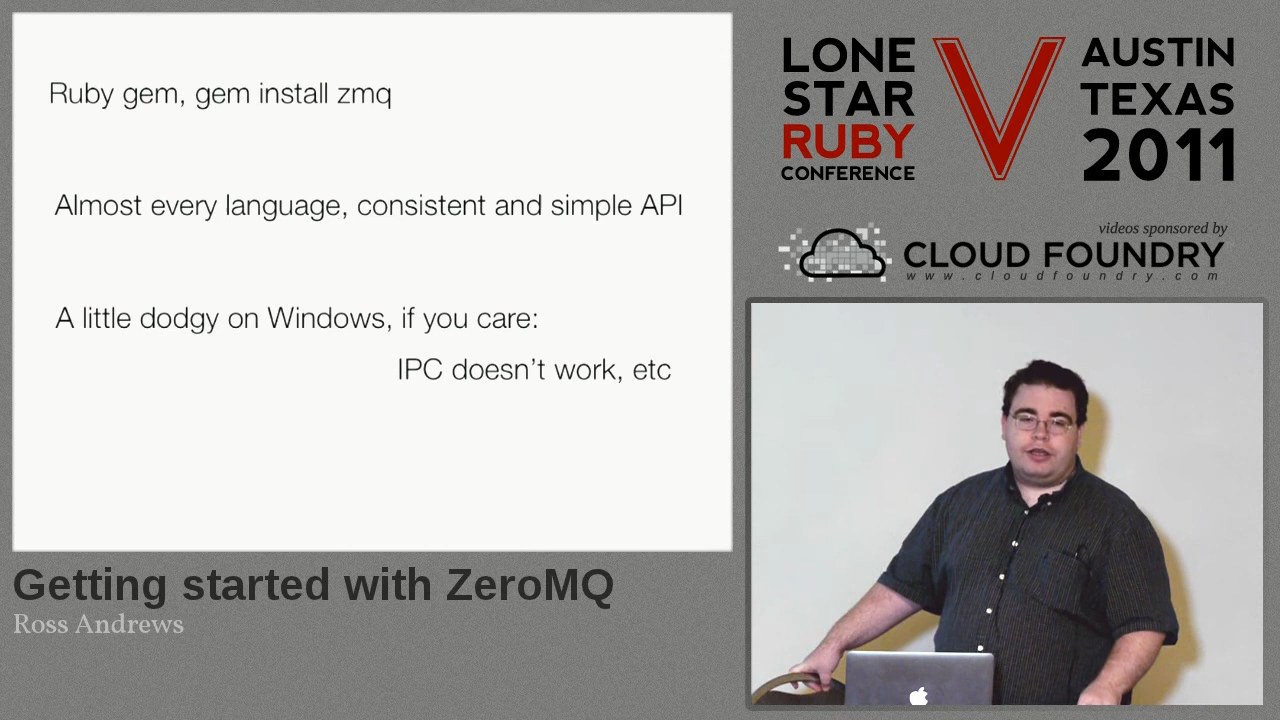 Ruby gem, gem install zmq
Almost every language, consistent and simple API
A little dodgy on Windows, if you care:
IPC doesn’t work, etc
Getting started with ZeroMQ
Ross Andrews
LONE
STAR
RUBY
CONFERENCE
V
AUSTIN
TEXAS
2011
videos sponsored by
CLOUD FOUNDRY
www.cloudfoundry.com